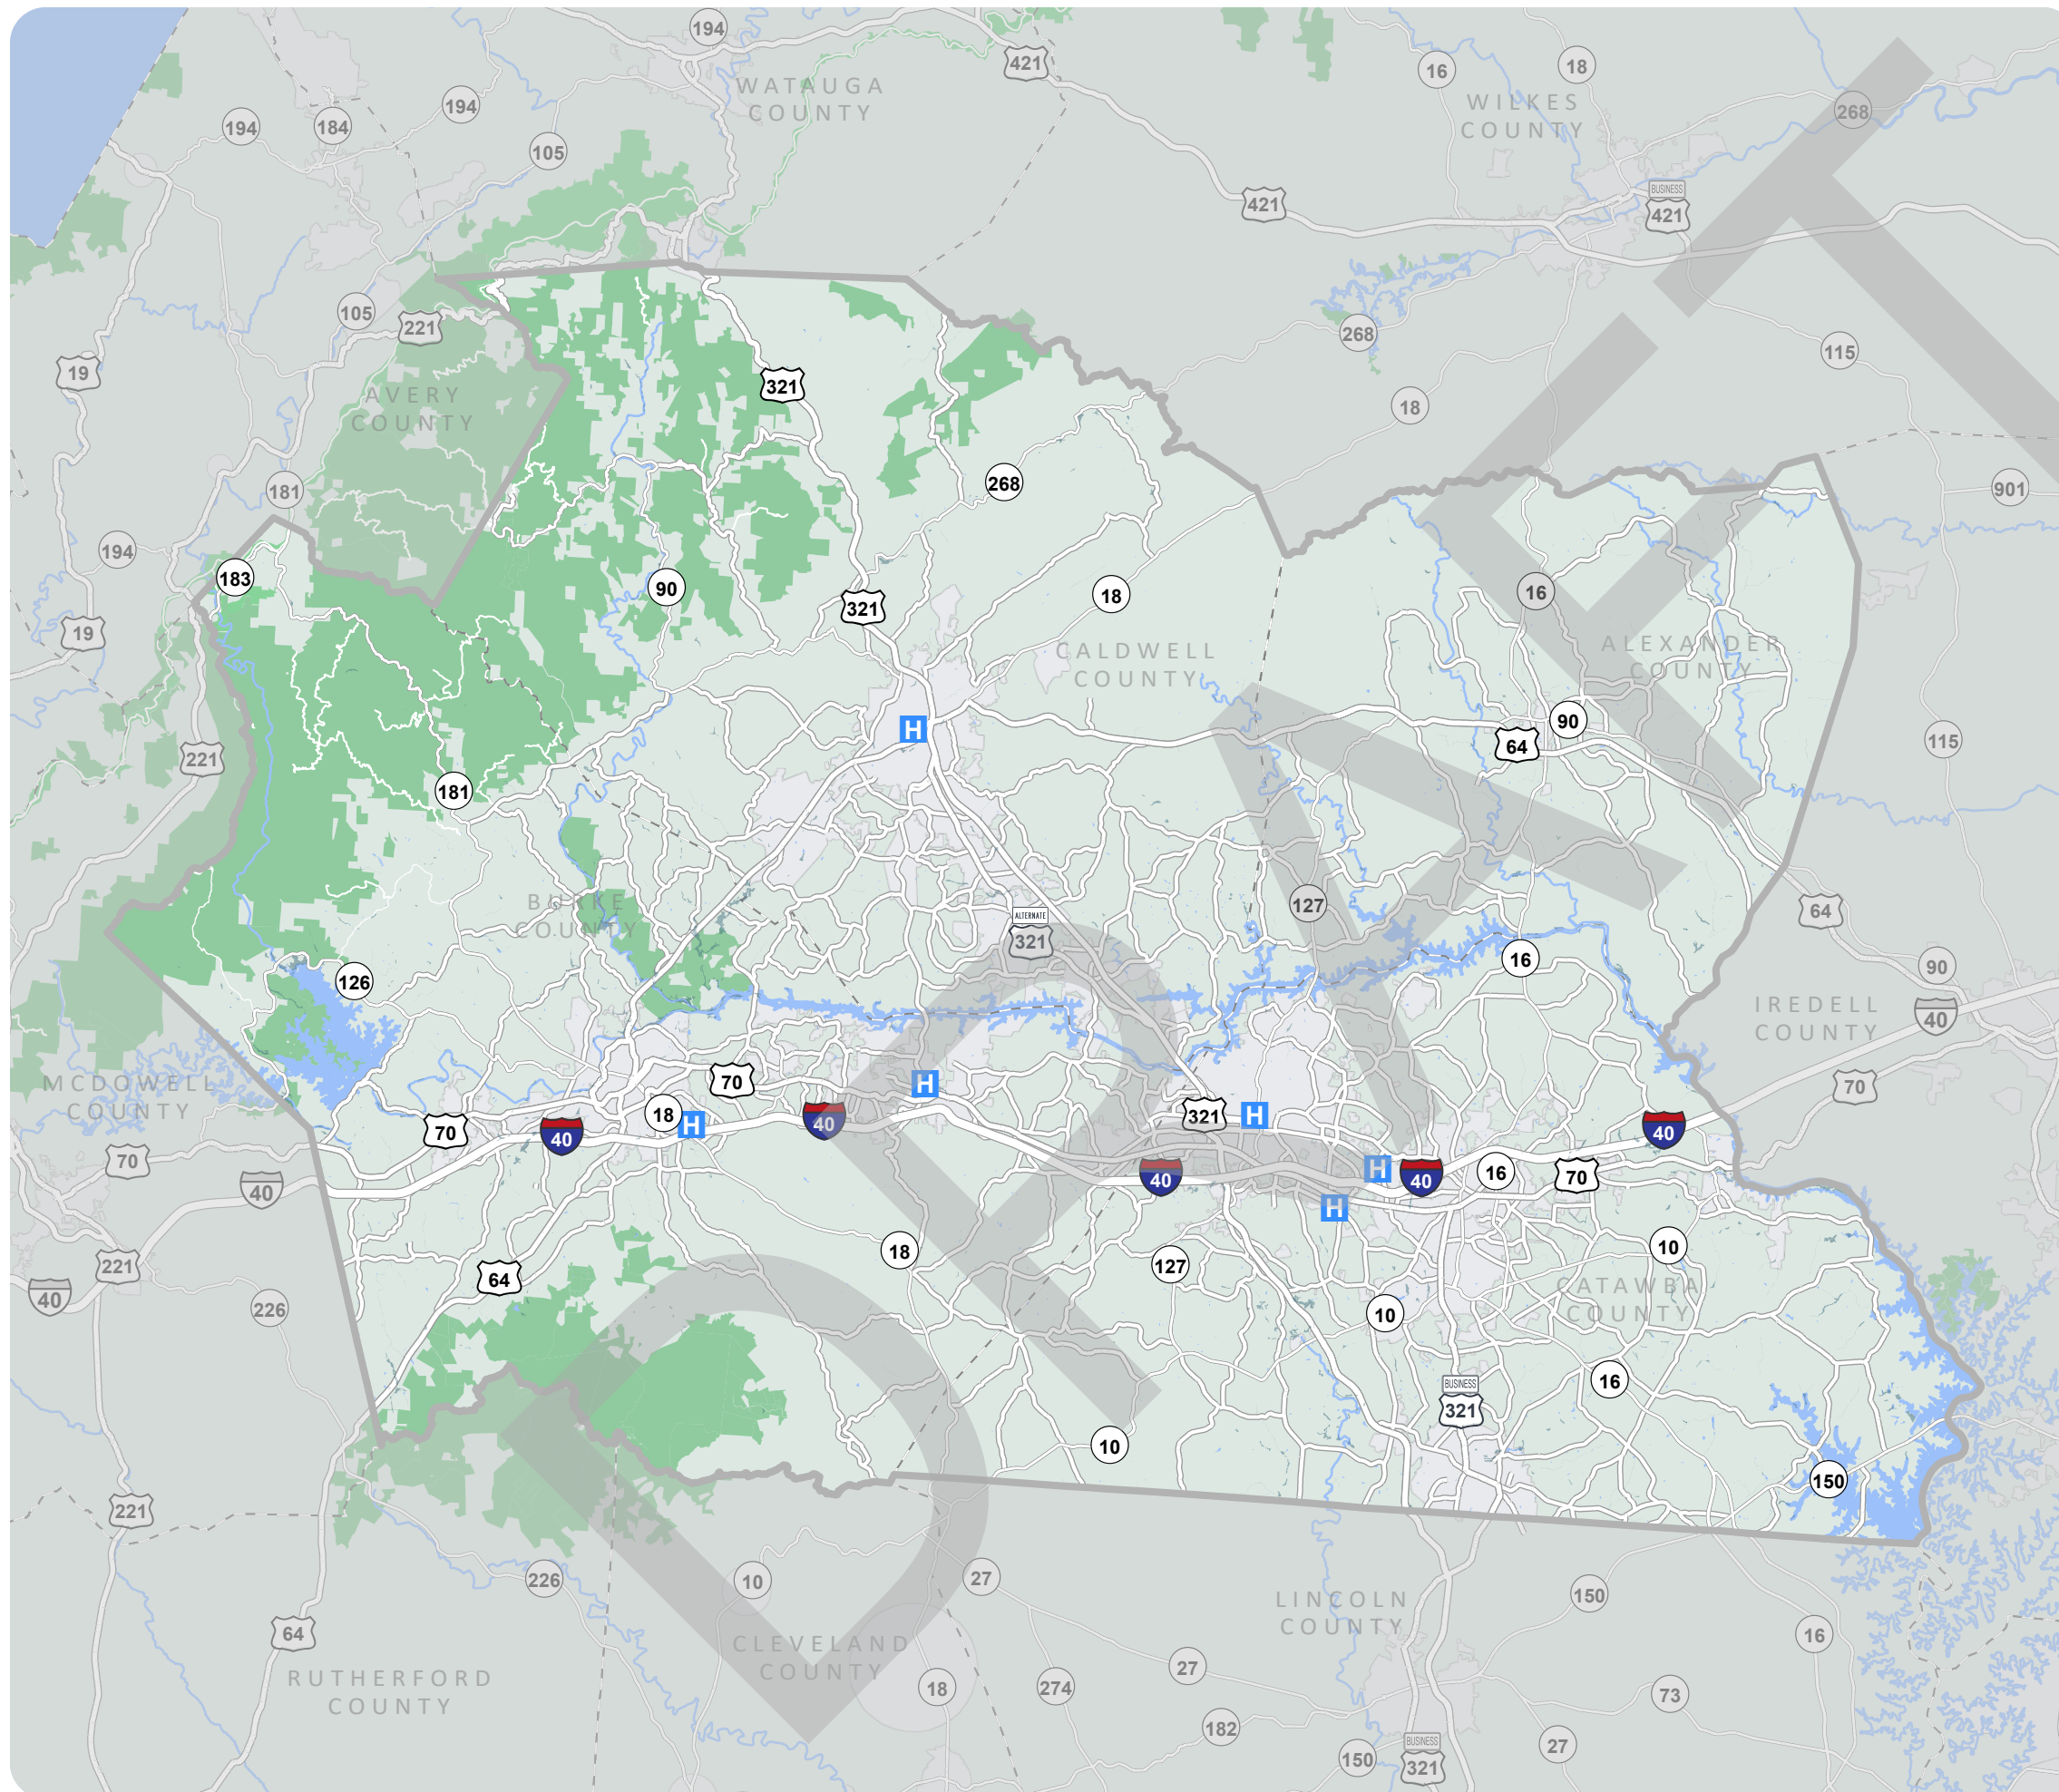 194
421
16
18
WATAUGA
COUNTY
WILKES
COUNTY
194
184
194
105
268
421
BUSINESS
421
105
221
268
115
19
321
AVERY
COUNTY
18
181
268
901
194
183
90
321
18
16
19
CALDWELL
COUNTY
ALEXANDER
COUNTY
221
H
90
64
115
181
BURKE
COUNTY
127
ALTERNATE
321
64
126
16
90
IREDELL
COUNTY
40
MCDOWELL
COUNTY
70
H
70
18
H
321
H
70
40
40
40
70
40
40
H
40
16
70
H
221
18
127
10
64
40
226
CATAWBA
COUNTY
10
BUSINESS
321
16
10
150
221
226
10
27
LINCOLN
COUNTY
150
64
CLEVELAND
COUNTY
16
RUTHERFORD
COUNTY
27
18
274
73
182
150
BUSINESS
321
27
DRAFT